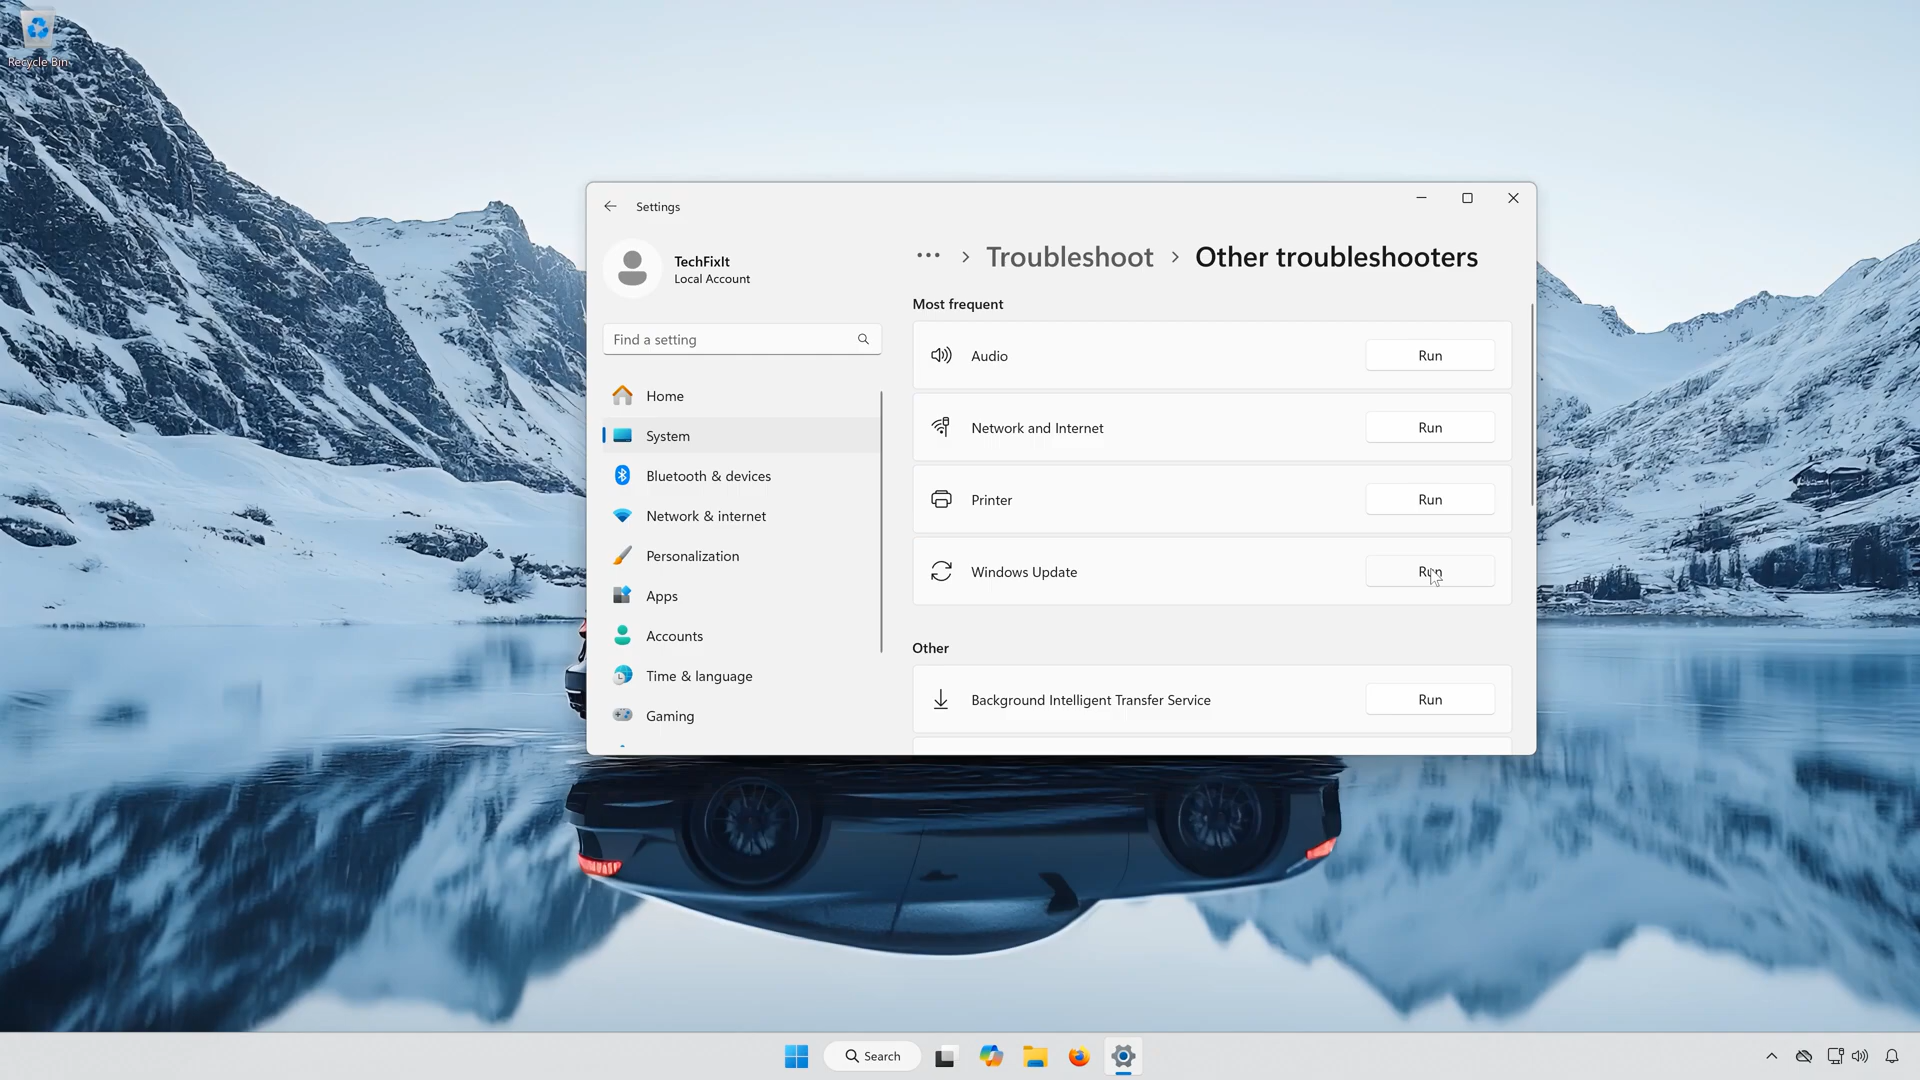 Recycle Bin
Settings
TechFixIt
Local Account
Find a setting
Home
System
Bluetooth & devices
Network & internet
Personalization
Apps
Accounts
Time & language
Gaming
··· > Troubleshoot > Other troubleshooters
Most frequent
Audio Run
Network and Internet Run
Printer Run
Windows Update Run
Other
Background Intelligent Transfer Service Run
Search